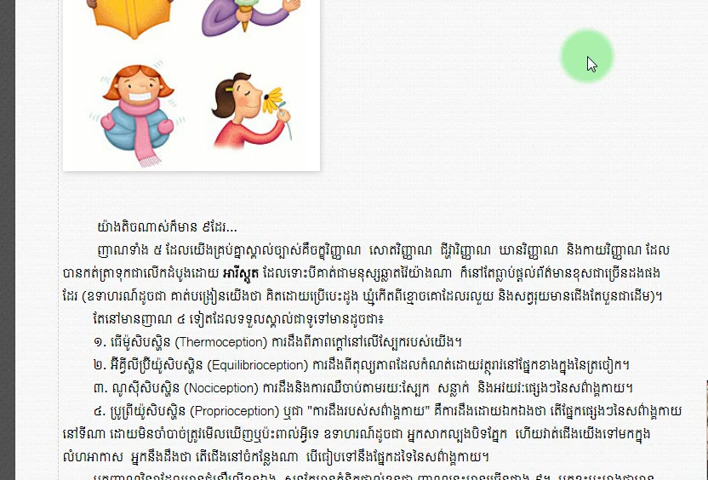 យ៉ាងតិចណាស់ក៏មាន ៩ដែរ...
ញាណទាំង ៥ ដែលយើងគ្រប់គ្នាស្គាល់ច្បាស់គឺចក្ខុវិញ្ញាណ សោតវិញ្ញាណ ជីវ្ហាវិញ្ញាណ ឃានវិញ្ញាណ និងកាយវិញ្ញាណ ដែល
បានកត់ត្រាទុកជាលើកដំបូងដោយ អារីស្តូត ដែលទោះបីគាត់ជាមនុស្សឆ្លាតវៃយ៉ាងណា ក៏នៅតែធ្លាប់ផ្តល់ព័ត៌មានខុសជាច្រើនដងផង
ដែរ (ឧទាហរណ៍ដូចជា គាត់បង្រៀនយើងថា គិតដោយប្រើបេះដូង ឃ្មុំកើតពីខ្មោចគោដែលរលួយ និងសត្វរុយមានជើងតែបួនជាដើម)។
តែនៅមានញាណ ៤ ទៀតដែលទទួលស្គាល់ជាទូទៅមានដូចជា៖
១. ធើម៉ូសិបស្ហិន (Thermoception) ការដឹងពីភាពក្តៅនៅលើស្បែករបស់យើង។
២. អ៊ីគ្វីលីប្រ៊ីយ៉ូសិបស្ហិន (Equilibrioception) ការដឹងពីតុល្យភាពដែលកំណត់ដោយវត្ថុរាវនៅផ្នែកខាងក្នុងនៃត្រចៀក។
៣. ណូស៊ីសិបស្ហិន (Nociception) ការដឹងនិងការឈឺចាប់តាមរយៈស្បែក សន្លាក់ និងអវយវៈផ្សេងៗនៃសព៌ាង្គកាយ។
៤. ប្រូព្រីយ៉ូសិបស្ហិន (Proprioception) ឬជា "ការដឹងរបស់សព៌ាង្គកាយ" គឺការដឹងដោយឯកឯងថា តើផ្នែកផ្សេងៗនៃសព៌ាង្គកាយ
នៅទីណា ដោយមិនចាំបាច់ត្រូវមើលឃើញឬប៉ះពាល់អ្វីទេ ឧទាហរណ៍ដូចជា អ្នកសាកល្បងបិទភ្នែក ហើយវាត់ជើងយើងទៅមកក្នុង
លំហអាកាស អ្នកនឹងដឹងថា តើជើងនៅចំកន្លែងណា បើធៀបទៅនឹងផ្នែកដទៃនៃសព៌ាង្គកាយ។